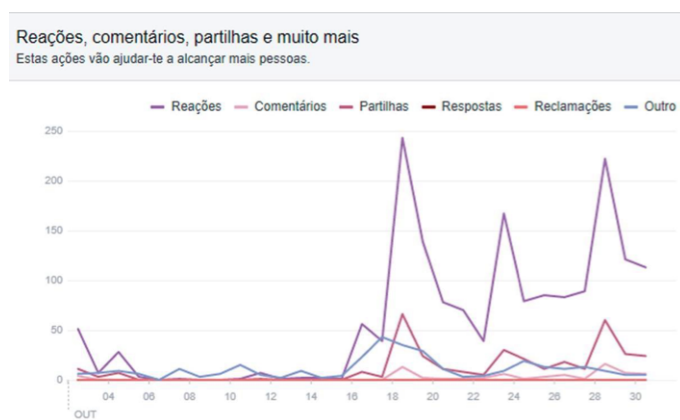 Reações, comentários, partilhas e muito mais
Estas ações vão ajudar-te a alcançar mais pessoas.
Reações Comentários Partilhas Respostas Reclamações Outro
250
200
150
100
50
0
04 06 08 10 12 14 16 18 20 22 24 26 28 30
OUT